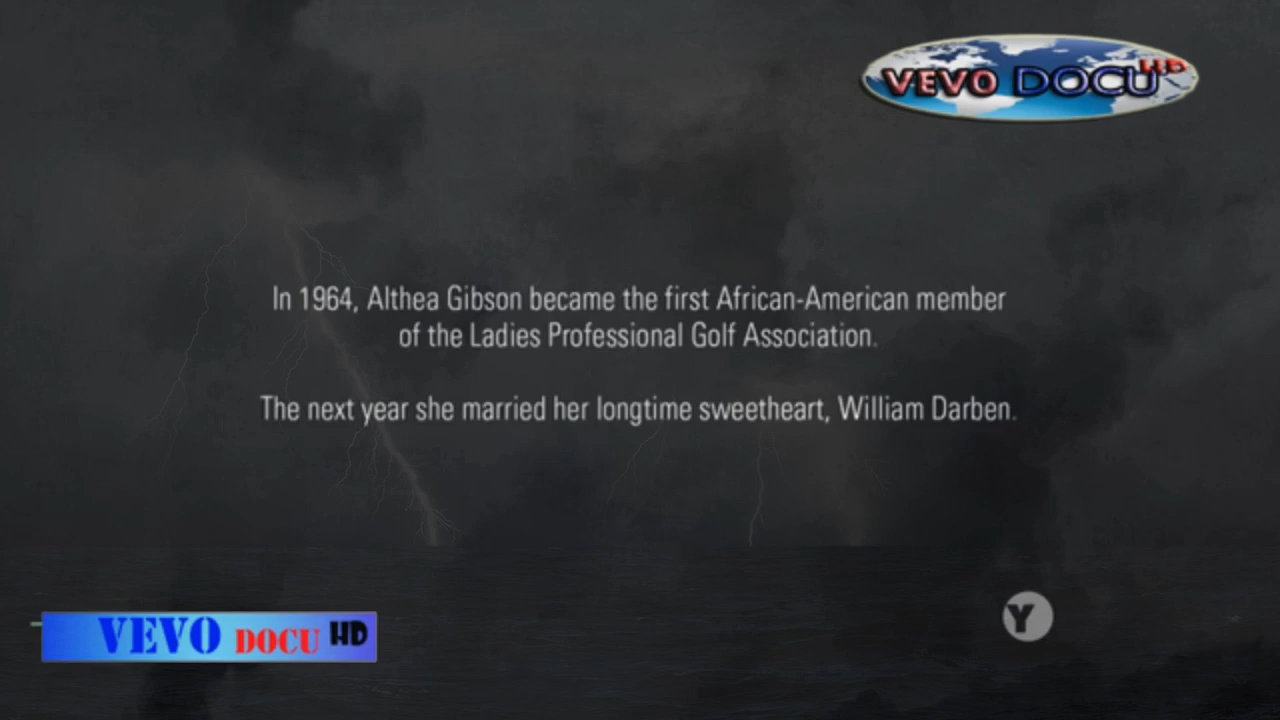 VEVO DOCU HD
In 1964, Althea Gibson became the first African-American member
of the Ladies Professional Golf Association.
The next year she married her longtime sweetheart, William Darben.
Y
VEVO DOCU HD